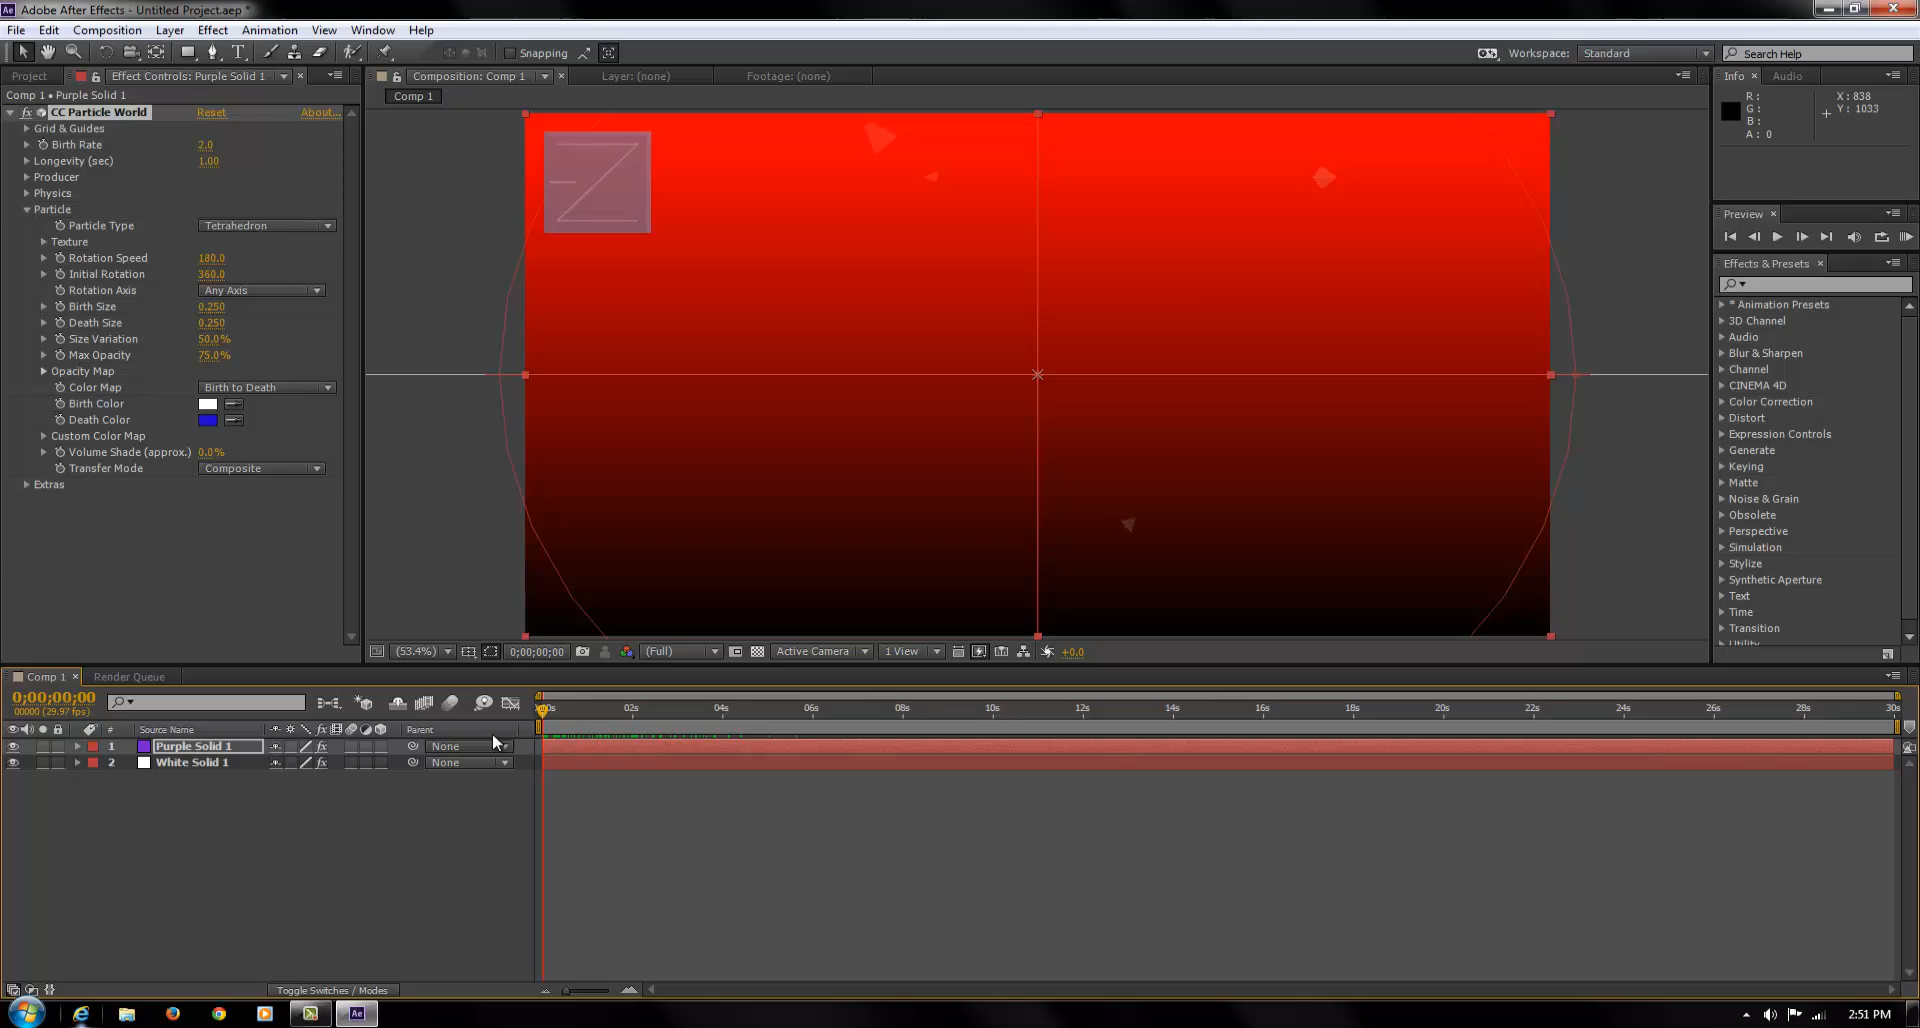 Adobe After Effects - Untitled Project.aep *
File Edit Composition Layer Effect Animation View Window Help
Snapping
Workspace: Standard
Search Help
Project
Effect Controls: Purple Solid 1
Composition: Comp 1
Layer: (none)
Footage: (none)
Info
Audio
Comp 1 • Purple Solid 1
Comp 1
R:
G:
B:
A: 0
X: 838
Y: 1033
fx CC Particle World Reset About...
Grid & Guides
Birth Rate 2.0
Longevity (sec) 1.00
Producer
Physics
Particle
Particle Type Tetrahedron
Texture
Rotation Speed 180.0
Initial Rotation 360.0
Rotation Axis Any Axis
Birth Size 0.250
Death Size 0.250
Size Variation 50.0%
Max Opacity 75.0%
Opacity Map
Color Map Birth to Death
Birth Color
Death Color
Custom Color Map
Volume Shade (approx.) 0.0%
Transfer Mode Composite
Extras
Preview
Effects & Presets
* Animation Presets
3D Channel
Audio
Blur & Sharpen
Channel
CINEMA 4D
Color Correction
Distort
Expression Controls
Generate
Keying
Matte
Noise & Grain
Obsolete
Perspective
Simulation
Stylize
Synthetic Aperture
Text
Time
Transition
Utility
(53.4%) 0;00;00;00 (Full) Active Camera 1 View +0.0
Comp 1
Render Queue
0;00;00;00
00000 (29.97 fps)
02s 04s 06s 08s 10s 12s 14s 16s 18s 20s 22s 24s 26s 28s 30s
# Source Name fx Parent
1 Purple Solid 1 fx None
2 White Solid 1 fx None
Toggle Switches / Modes
Ae
2:51 PM